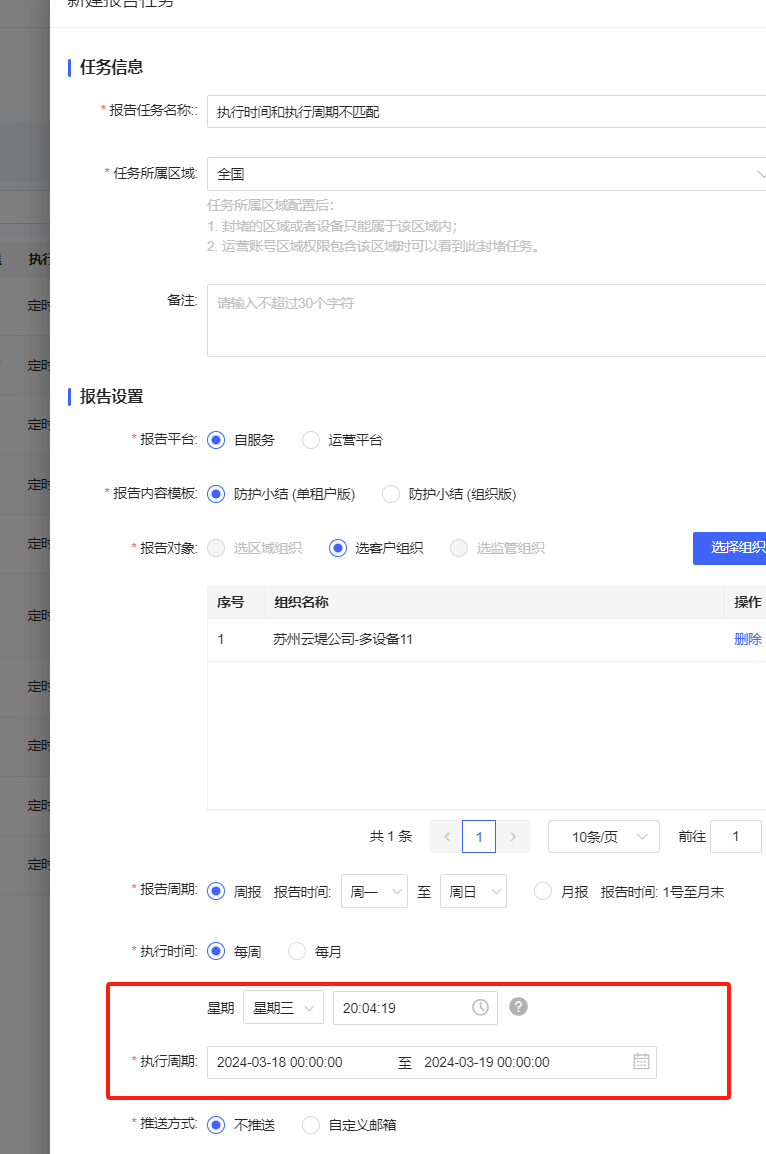 新建报告任务
任务信息
* 报告任务名称:: 执行时间和执行周期不匹配
* 任务所属区域: 全国
任务所属区域配置后：
1. 封堵的区域或者设备只能属于该区域内；
2. 运营账号区域权限包含该区域时可以看到此封堵任务。
执行
定时
备注: 请输入不超过30个字符
定时
定时
报告设置
* 报告平台: 自服务 运营平台
定时
* 报告内容模板: 防护小结 (单租户版) 防护小结 (组织版)
定时
* 报告对象: 选区域组织 选客户组织 选监管组织 选择组织
序号 组织名称 操作
定时
1 苏州云堤公司-多设备11 删除
定时
定时
定时
共 1 条 1 10条/页 前往 1
定时
* 报告周期: 周报 报告时间: 周一 至 周日 月报 报告时间: 1号至月末
* 执行时间: 每周 每月
星期 星期三 20:04:19 ?
* 执行周期: 2024-03-18 00:00:00 至 2024-03-19 00:00:00
* 推送方式: 不推送 自定义邮箱